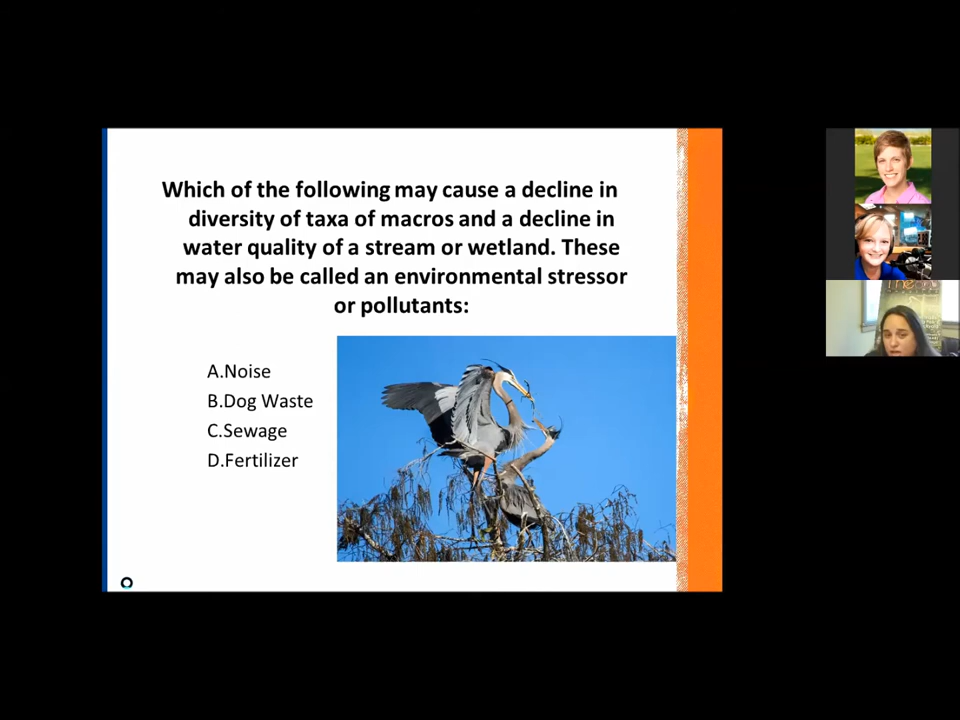 Which of the following may cause a decline in
diversity of taxa of macros and a decline in
water quality of a stream or wetland. These
may also be called an environmental stressor
or pollutants:
A.Noise
B.Dog Waste
C.Sewage
D.Fertilizer